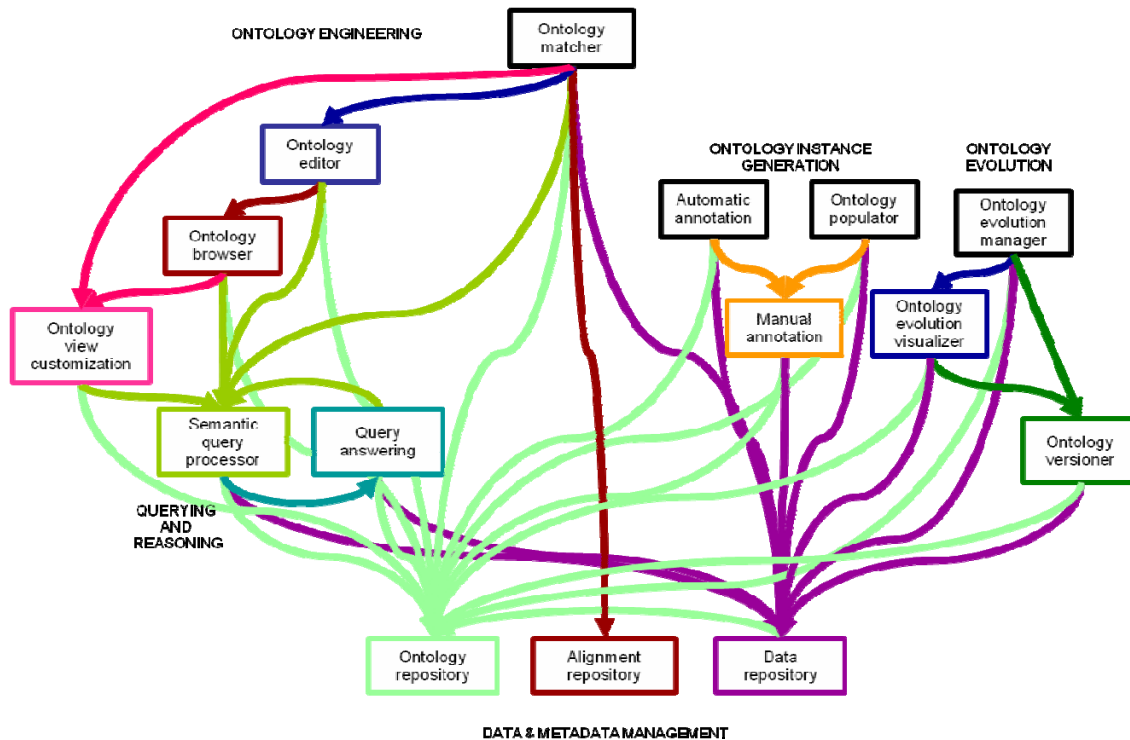 ONTOLOGY ENGINEERING
Ontology
matcher
Ontology
editor
ONTOLOGY INSTANCE
GENERATION
ONTOLOGY
EVOLUTION
Automatic
annotation
Ontology
populator
Ontology
evolution
manager
Ontology
browser
Ontology
view
customization
Manual
annotation
Ontology
evolution
visualizer
Semantic
query
processor
Query
answering
Ontology
versioner
QUERYING
AND
REASONING
Ontology
repository
Alignment
repository
Data
repository
DATA & METADATA MANAGEMENT